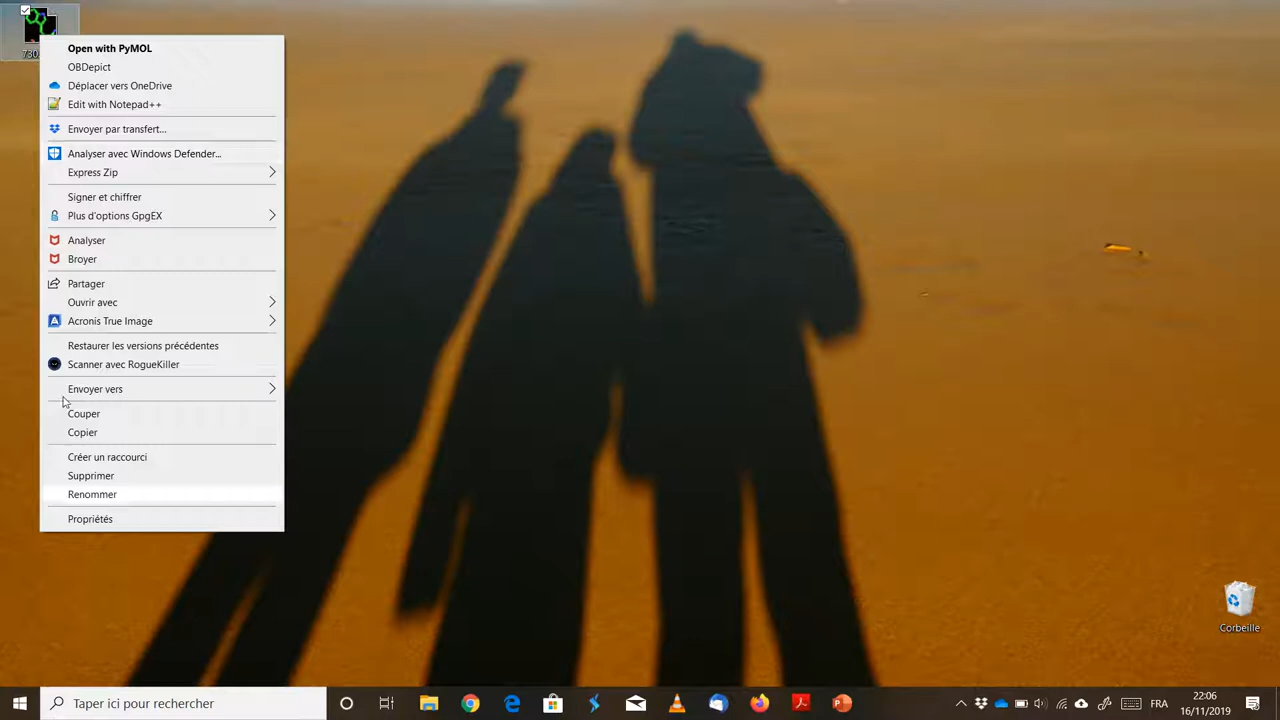 Open with PyMOL
OBDepict
Déplacer vers OneDrive
Edit with Notepad++
Envoyer par transfert...
Analyser avec Windows Defender...
Express Zip
Signer et chiffrer
Plus d'options GpgEX
Analyser
Broyer
Partager
Ouvrir avec
Acronis True Image
Restaurer les versions précédentes
Scanner avec RogueKiller
Envoyer vers
Couper
Copier
Créer un raccourci
Supprimer
Renommer
Propriétés
Corbeille
Taper ici pour rechercher
FRA
22:06
16/11/2019